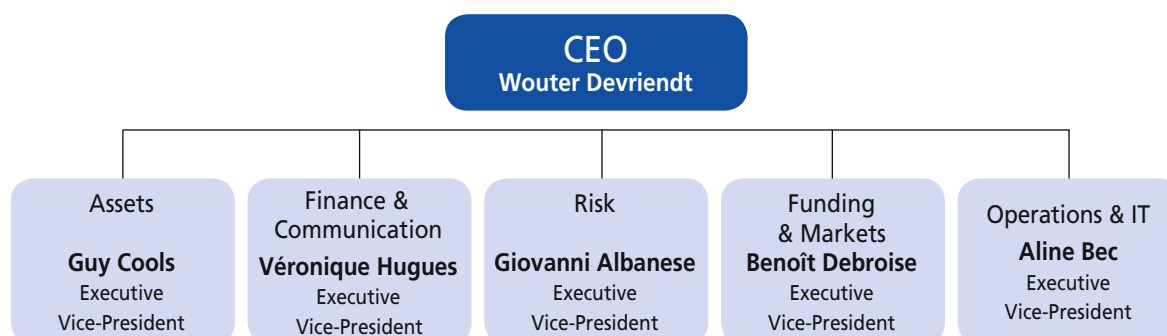 CEO
Wouter Devriendt
Assets
Guy Cools
Executive
Vice-President
Finance &
Communication
Véronique Hugues
Executive
Vice-President
Risk
Giovanni Albanese
Executive
Vice-President
Funding
& Markets
Benoît Debroise
Executive
Vice-President
Operations & IT
Aline Bec
Executive
Vice-President